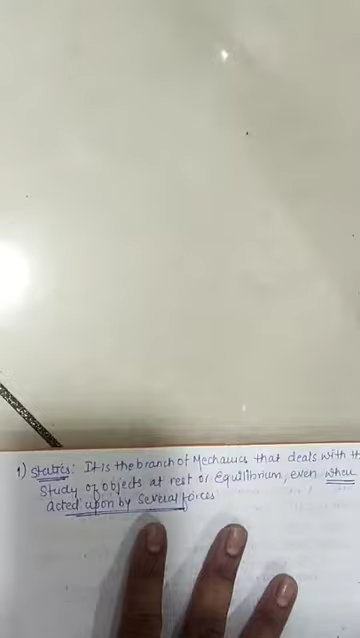 1) Statics: It is the branch of Mechanics that deals with th
Study of objects at rest or Equilibrium, even when
acted upon by several forces